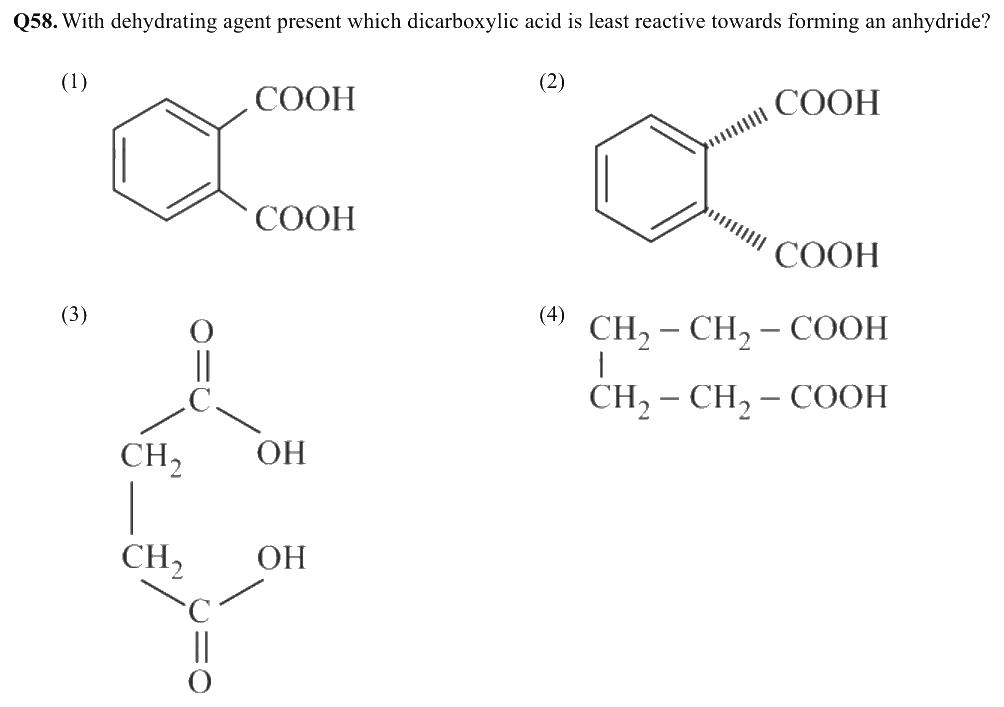 Q58. With dehydrating agent present which dicarboxylic acid is least reactive towards forming an anhydride?
(1)
COOH
COOH
(2)
COOH
COOH
(3)
O
||
C
CH₂ OH
|
CH₂ OH
C
||
O
(4)
CH₂ – CH₂ – COOH
|
CH₂ – CH₂ – COOH